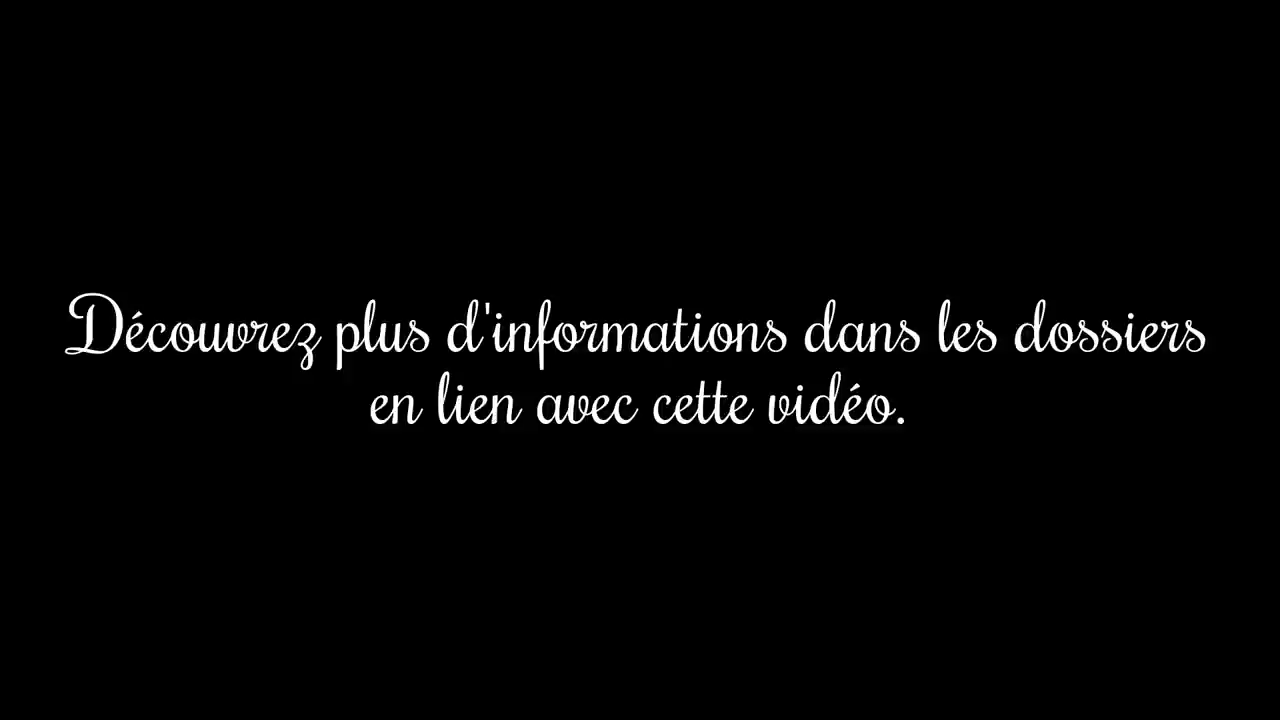 Découvrez plus d'informations dans les dossiers
en lien avec cette vidéo.